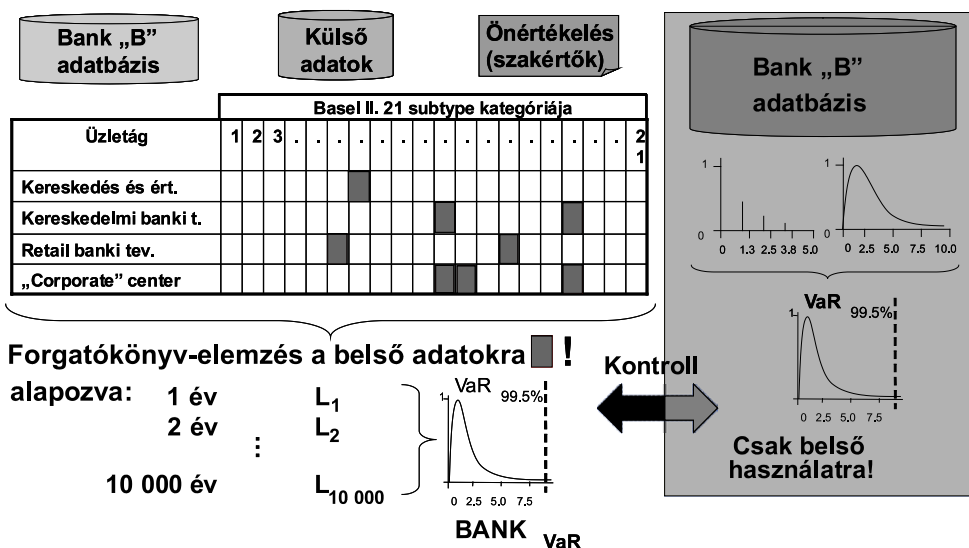 Bank „B”
adatbázis
Külső
adatok
Önértékelés
(szakértők)
Basel II. 21 subtype kategóriája
Üzletág 1 2 3 . . . . . . . . . . . . . . . . 21
Kereskedés és ért.
Kereskedelmi banki t.
Retail banki tev.
„Corporate” center
Forgatókönyv-elemzés a belső adatokra !
alapozva:
1 év L1
2 év L2
⋮
10 000 év L10 000
VaR
99.5%
1
0 2.5 5.0 7.5
BANK VaR
Kontroll
Bank „B”
adatbázis
1
0
0 1.3 2.5 3.8 5.0
1
0
0 2.5 5.0 7.5 10.0
VaR
99.5%
1
0 2.5 5.0 7.5
Csak belső
használatra!